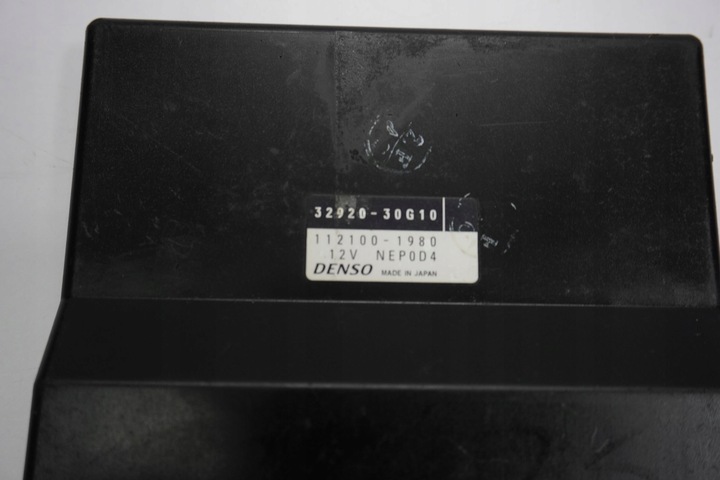 32920-30G10
112100-1980
12V NEP0D4
DENSO MADE IN JAPAN